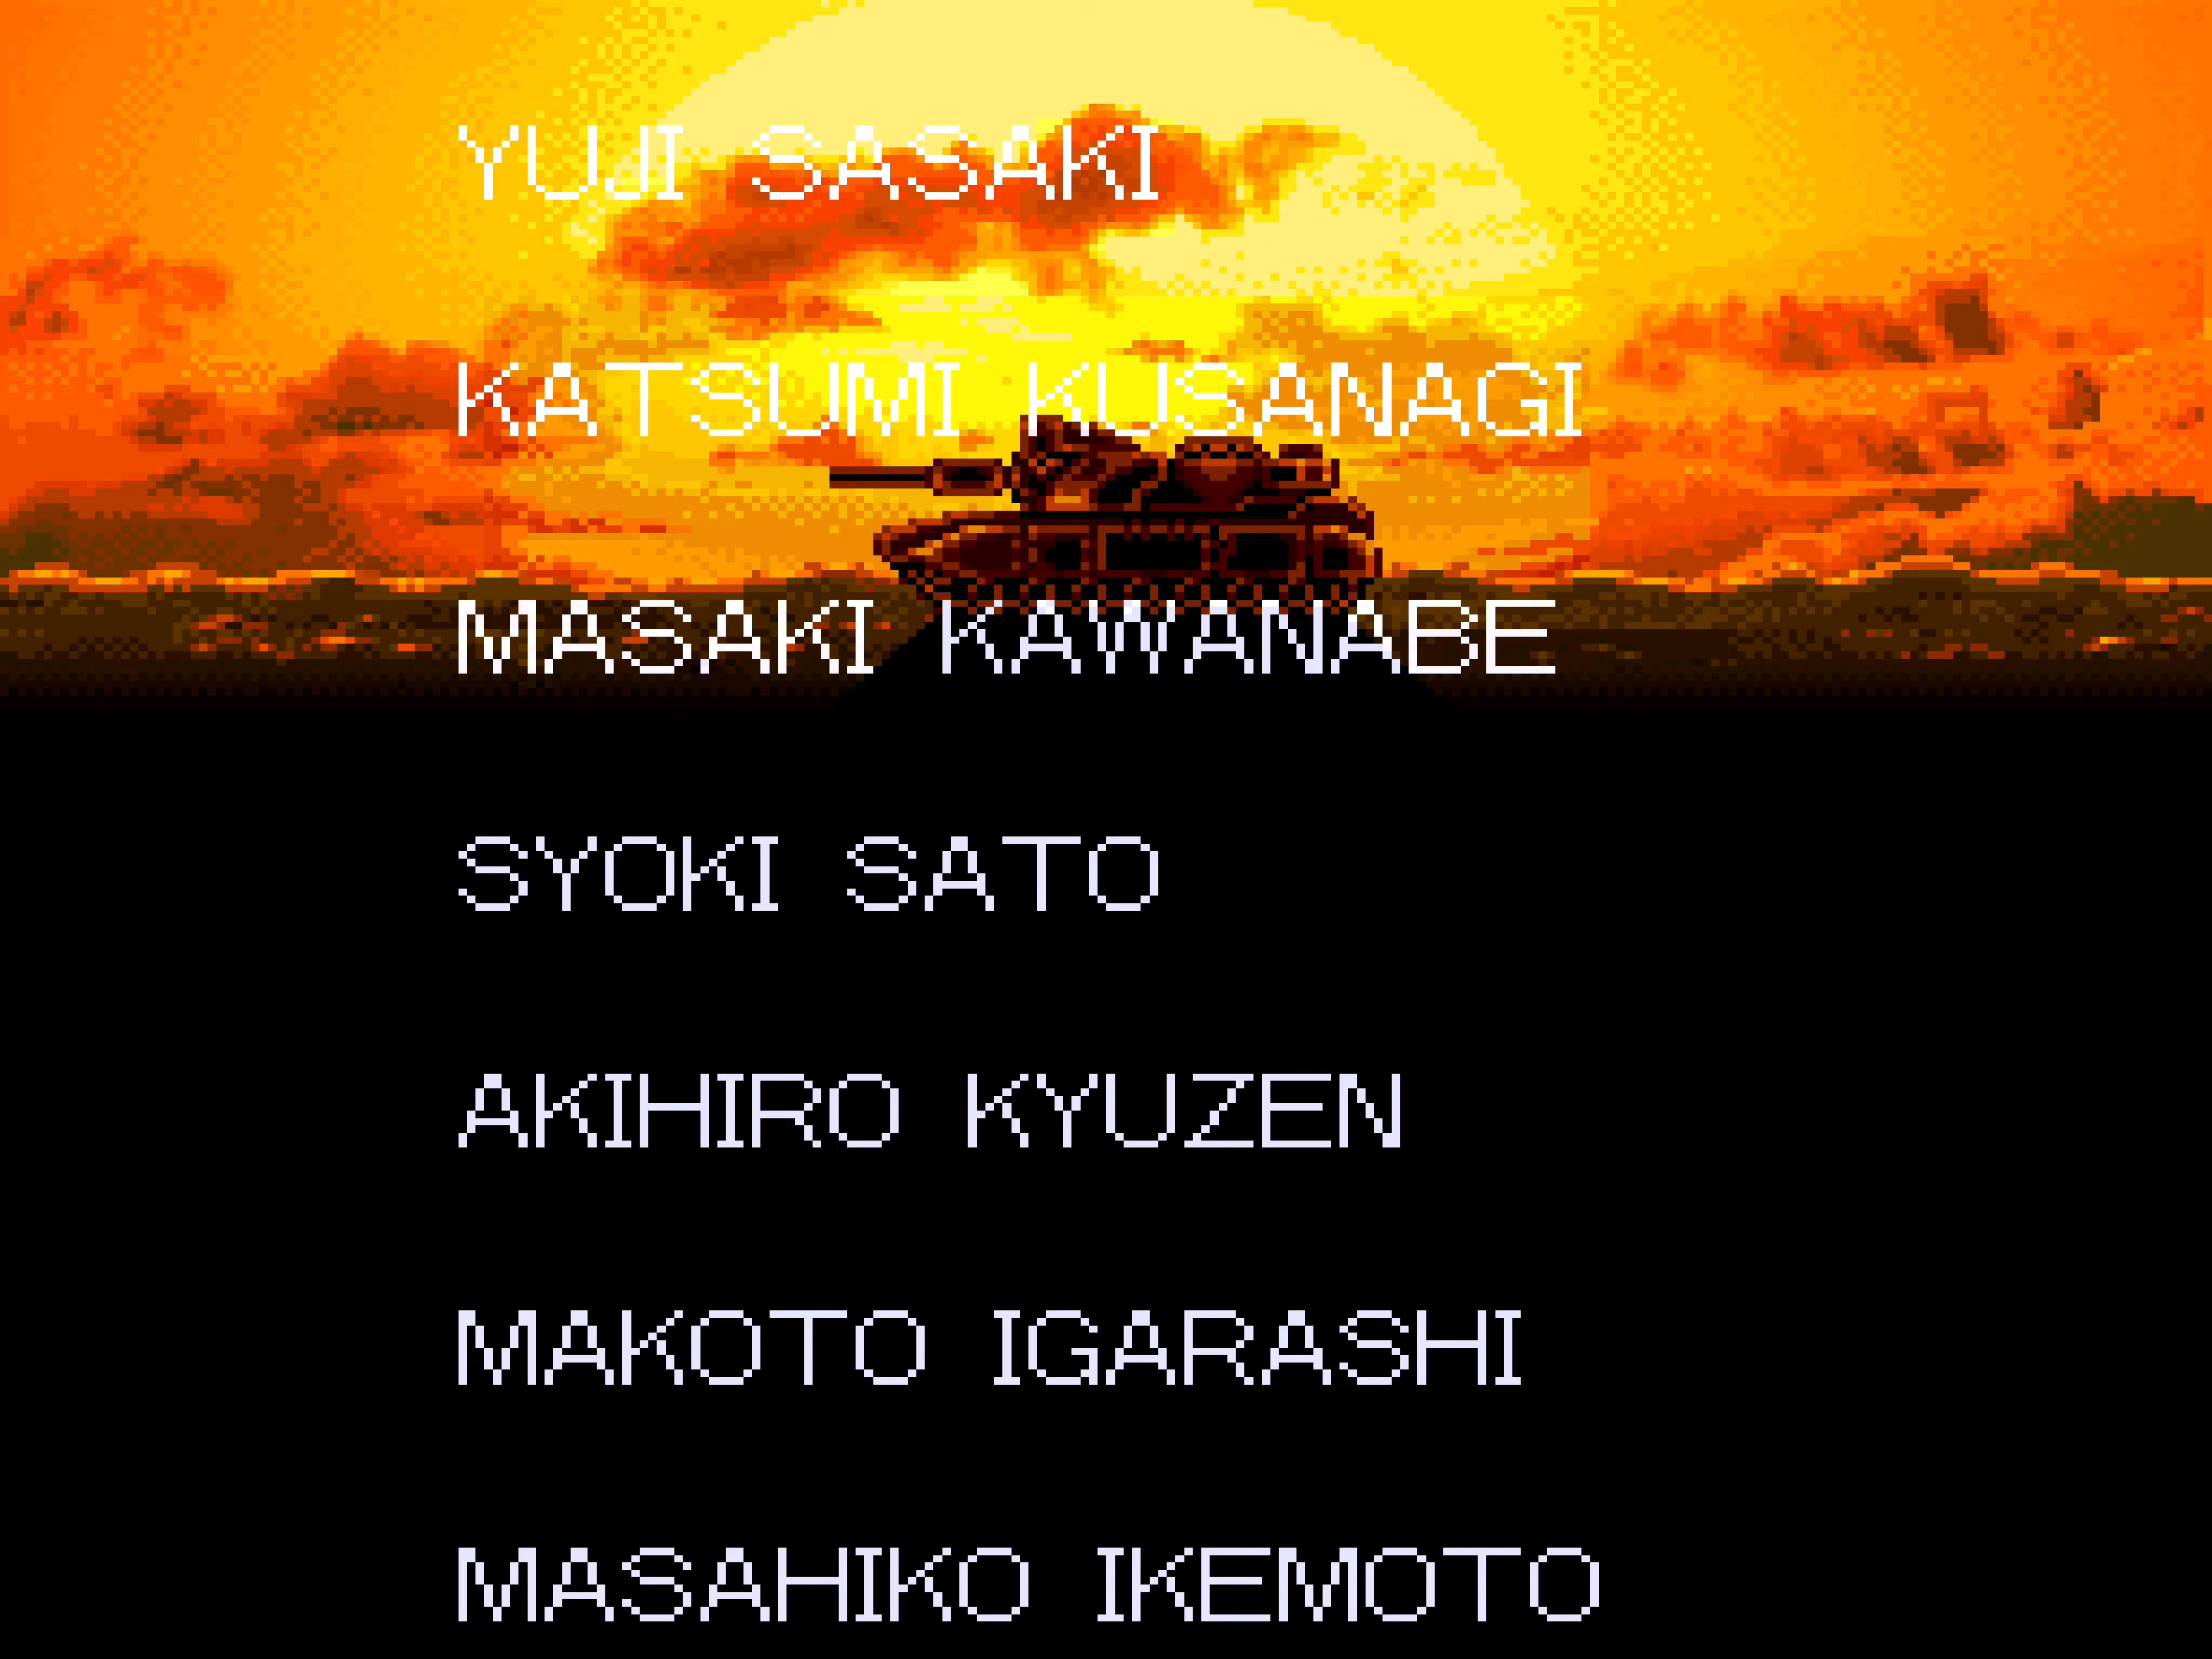 YUJI SASAKI
KATSUMI KUSANAGI
MASAKI KAWANABE
SYOKI SATO
AKIHIRO KYUZEN
MAKOTO IGARASHI
MASAHIKO IKEMOTO